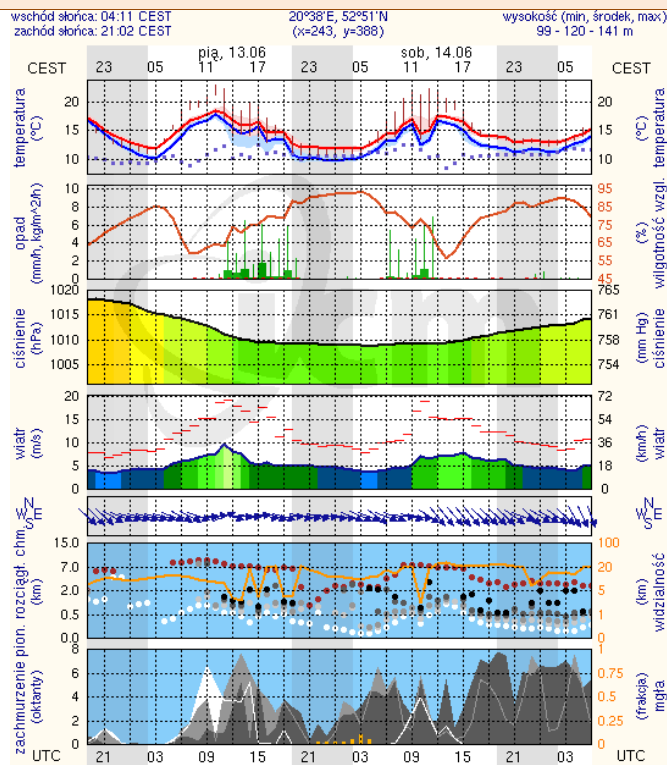 wschód słońca: 04:11 CEST 20°38'E, 52°51'N wysokość (min, środek, max)
zachód słońca: 21:02 CEST (x=243, y=388) 99 - 120 - 141 m
pią, 13.06 sob, 14.06
CEST 23 05 11 17 23 05 11 17 23 05 CEST
temperatura (°C) 20 15 10 20 15 10 temperatura (°C)
opad (mm/h, kg/m^2/h) 10 8 6 4 2 0 95 85 75 65 55 45 (%) wilgotność wzgl.
ciśnienie (hPa) 1020 1015 1010 1005 765 761 758 754 (mm Hg) ciśnienie
icm
wiatr (m/s) 20 15 10 5 0 72 54 36 18 0 (km/h) wiatr
N W E S N W E S
pion. rozciągł. chm. (km) 15.0 7.0 2.0 0.5 0.0 100 20 5 1 0 (km) widzialność
zachmurzenie (oktanty) 8 6 4 2 0 1 0.75 0.5 0.25 0 (frakcja) mgła
UTC 21 03 09 15 21 03 09 15 21 03 UTC